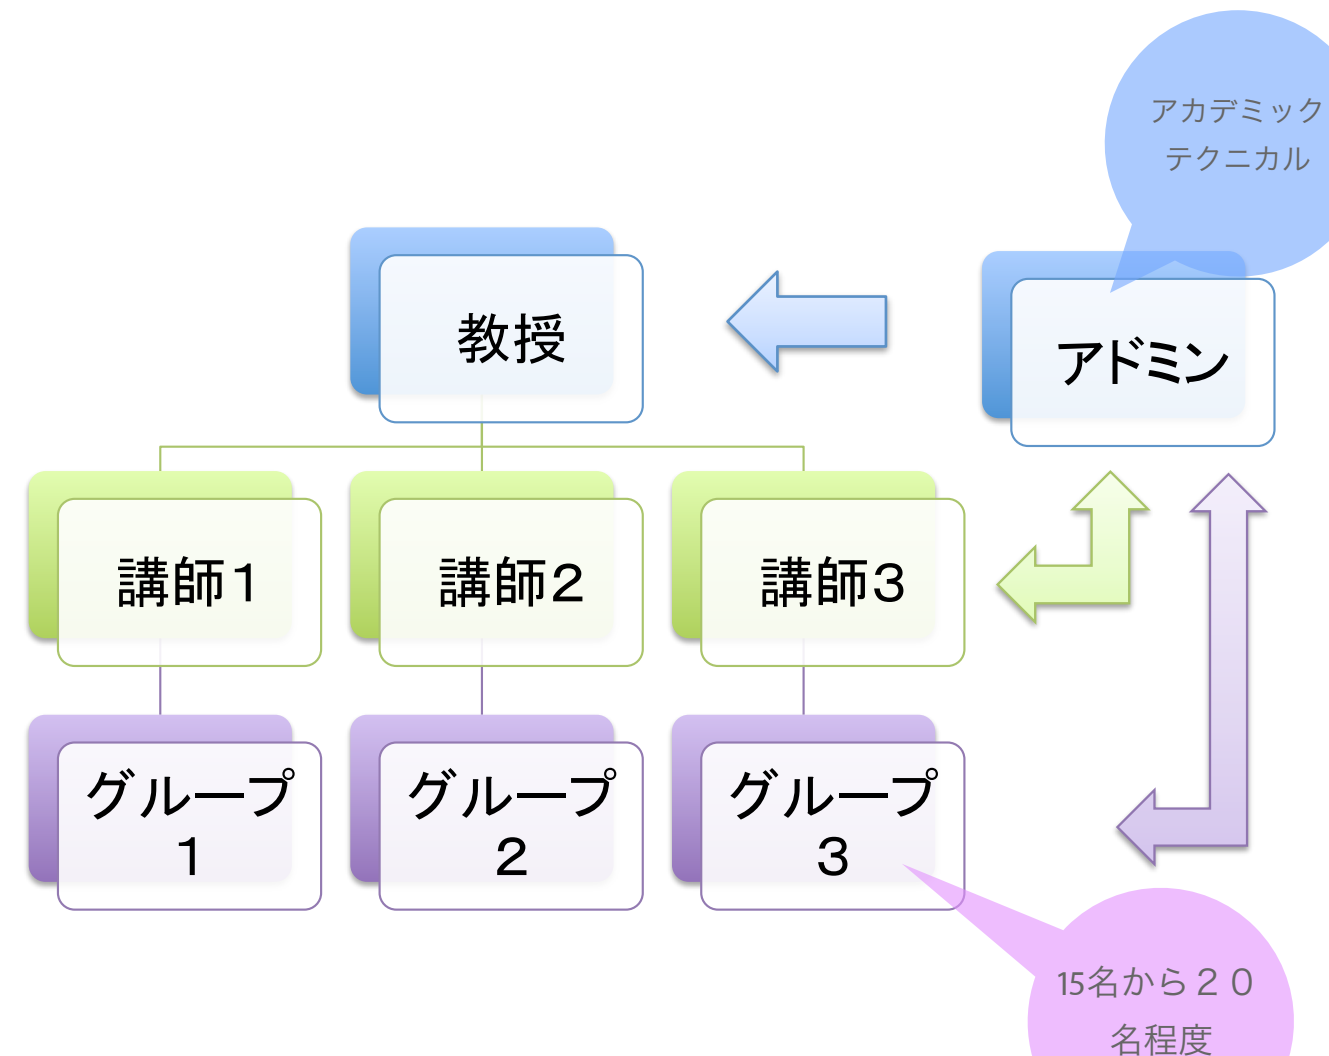 アカデミック
テクニカル
教授
アドミン
講師1
講師2
講師3
グループ
1
グループ
2
グループ
3
15名から２０
名程度